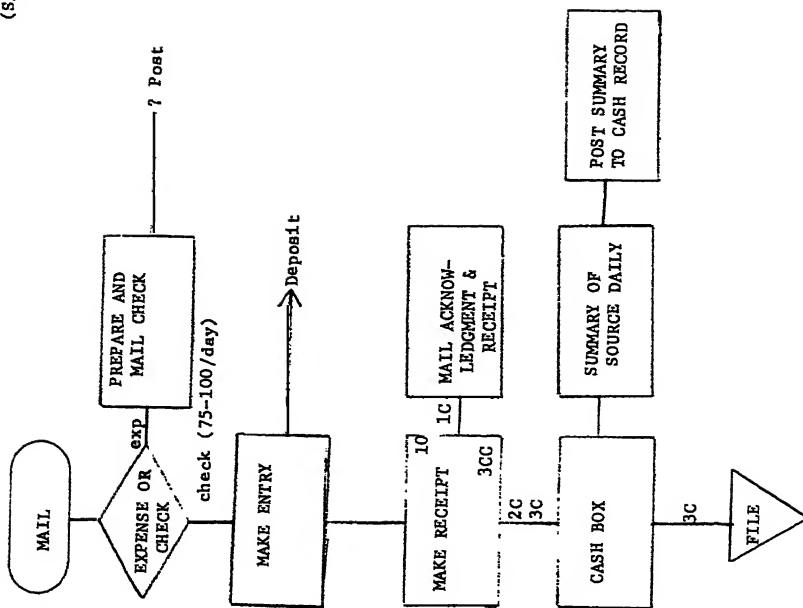 (S
MAIL
EXPENSE OR
CHECK
exp
PREPARE AND
MAIL CHECK
? Post
check (75-100/day)
MAKE ENTRY
Deposit
MAKE RECEIPT
10
3CC
1C
MAIL ACKNOW-
LEDGMENT &
RECEIPT
2C
3C
CASH BOX
SUMMARY OF
SOURCE DAILY
POST SUMMARY
TO CASH RECORD
3C
FILE